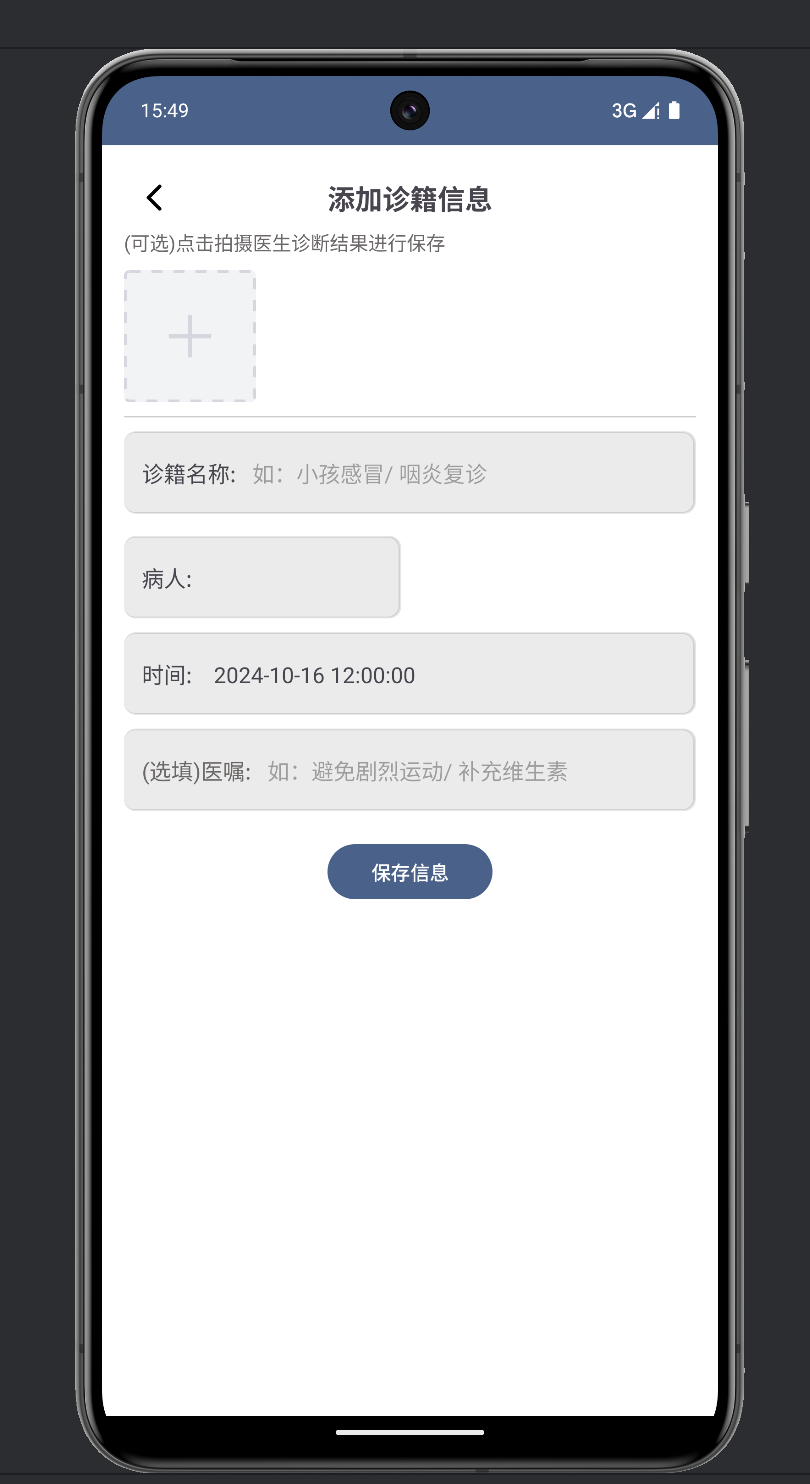 15:49 3G
添加诊籍信息
(可选)点击拍摄医生诊断结果进行保存
诊籍名称: 如：小孩感冒/ 咽炎复诊
病人:
时间: 2024-10-16 12:00:00
(选填)医嘱: 如：避免剧烈运动/ 补充维生素
保存信息